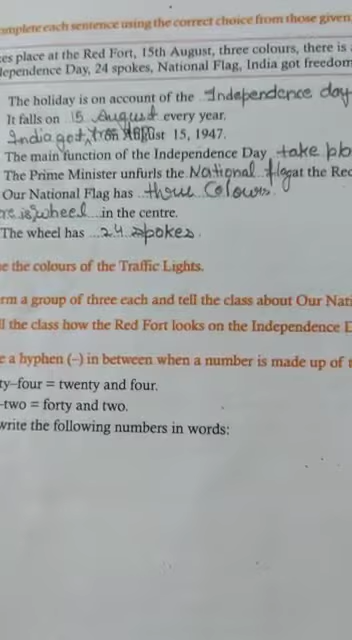 omplete each sentence using the correct choice from those given
es place at the Red Fort, 15th August, three colours, there is
dependence Day, 24 spokes, National Flag, India got freedom
The holiday is on account of the Independence day
It falls on 15 August every year.
India got August 15, 1947.
The main function of the Independence Day take
The Prime Minister unfurls the National flag at the Red
Our National Flag has three Colours.
re is wheel in the centre.
The wheel has 24 spokes.
e the colours of the Traffic Lights.
rm a group of three each and tell the class about Our Nati
ll the class how the Red Fort looks on the Independence D
e a hyphen (-) in between when a number is made up of
ty-four = twenty and four.
-two = forty and two.
write the following numbers in words: